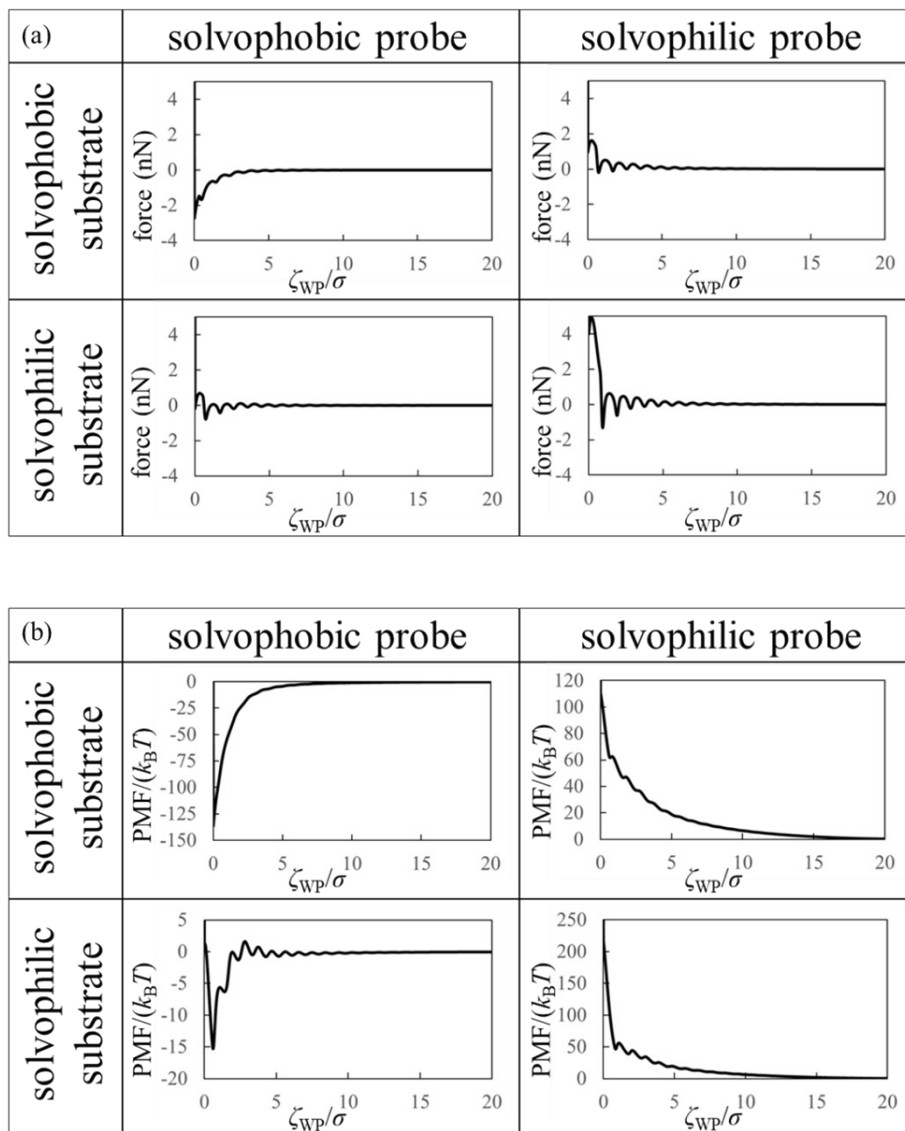 (a)
solvophobic probe
solvophilic probe
solvophobic
substrate
force (nN)
4
2
0
-2
-4
0 5 10 15 20
ζWP/σ
force (nN)
4
2
0
-2
-4
0 5 10 15 20
ζWP/σ
solvophilic
substrate
force (nN)
4
2
0
-2
-4
0 5 10 15 20
ζWP/σ
force (nN)
4
2
0
-2
-4
0 5 10 15 20
ζWP/σ
(b)
solvophobic probe
solvophilic probe
solvophobic
substrate
PMF/(kBT)
0
-25
-50
-75
-100
-125
-150
0 5 10 15 20
ζWP/σ
PMF/(kBT)
120
100
80
60
40
20
0
0 5 10 15 20
ζWP/σ
solvophilic
substrate
PMF/(kBT)
5
0
-5
-10
-15
-20
0 5 10 15 20
ζWP/σ
PMF/(kBT)
250
200
150
100
50
0
0 5 10 15 20
ζWP/σ